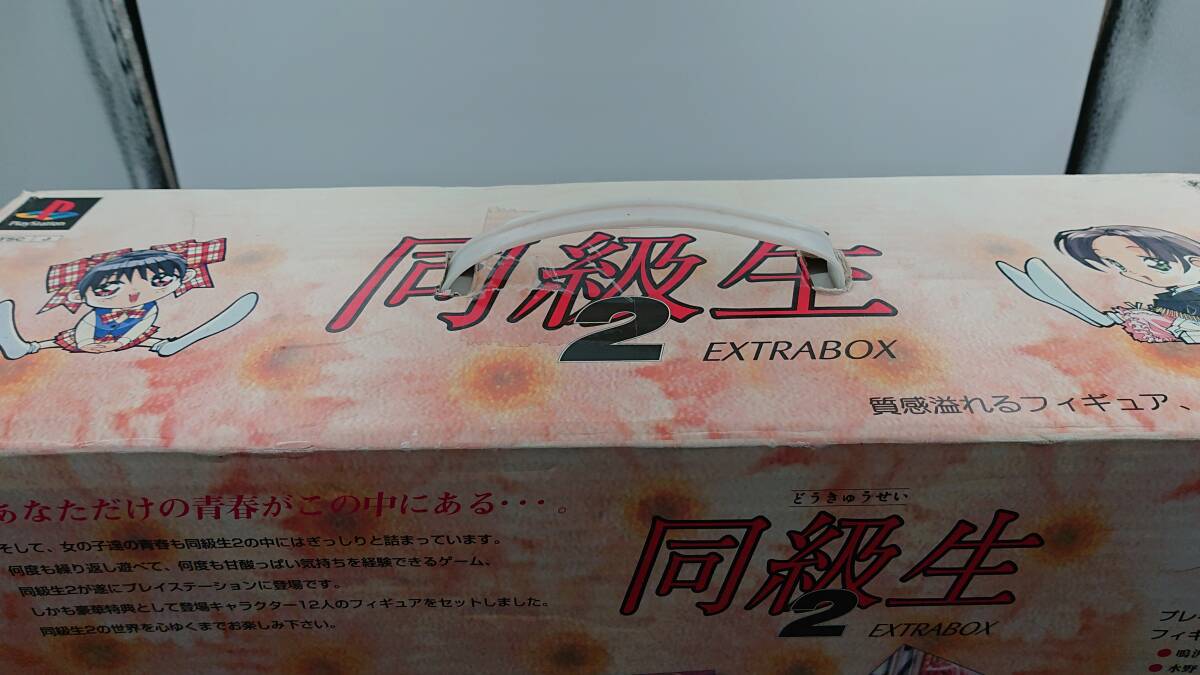 PlayStation
同級生
2 EXTRABOX
質感溢れるフィギュア、
あなただけの青春がこの中にある・・・。
そして、女の子達の青春も同級生2の中にはぎっしりと詰まっています。
何度も繰り返し遊べて、何度も甘酸っぱい気持ちを経験できるゲーム、
同級生2が遂にプレイステーションに登場です。
しかも豪華特典として登場キャラクター12人のフィギュアをセットしました。
同級生2の世界を心ゆくまでお楽しみ下さい。
どうきゅうせい
同級生
2 EXTRABOX
プレ
フィギ
● 鳴沢
● 水野